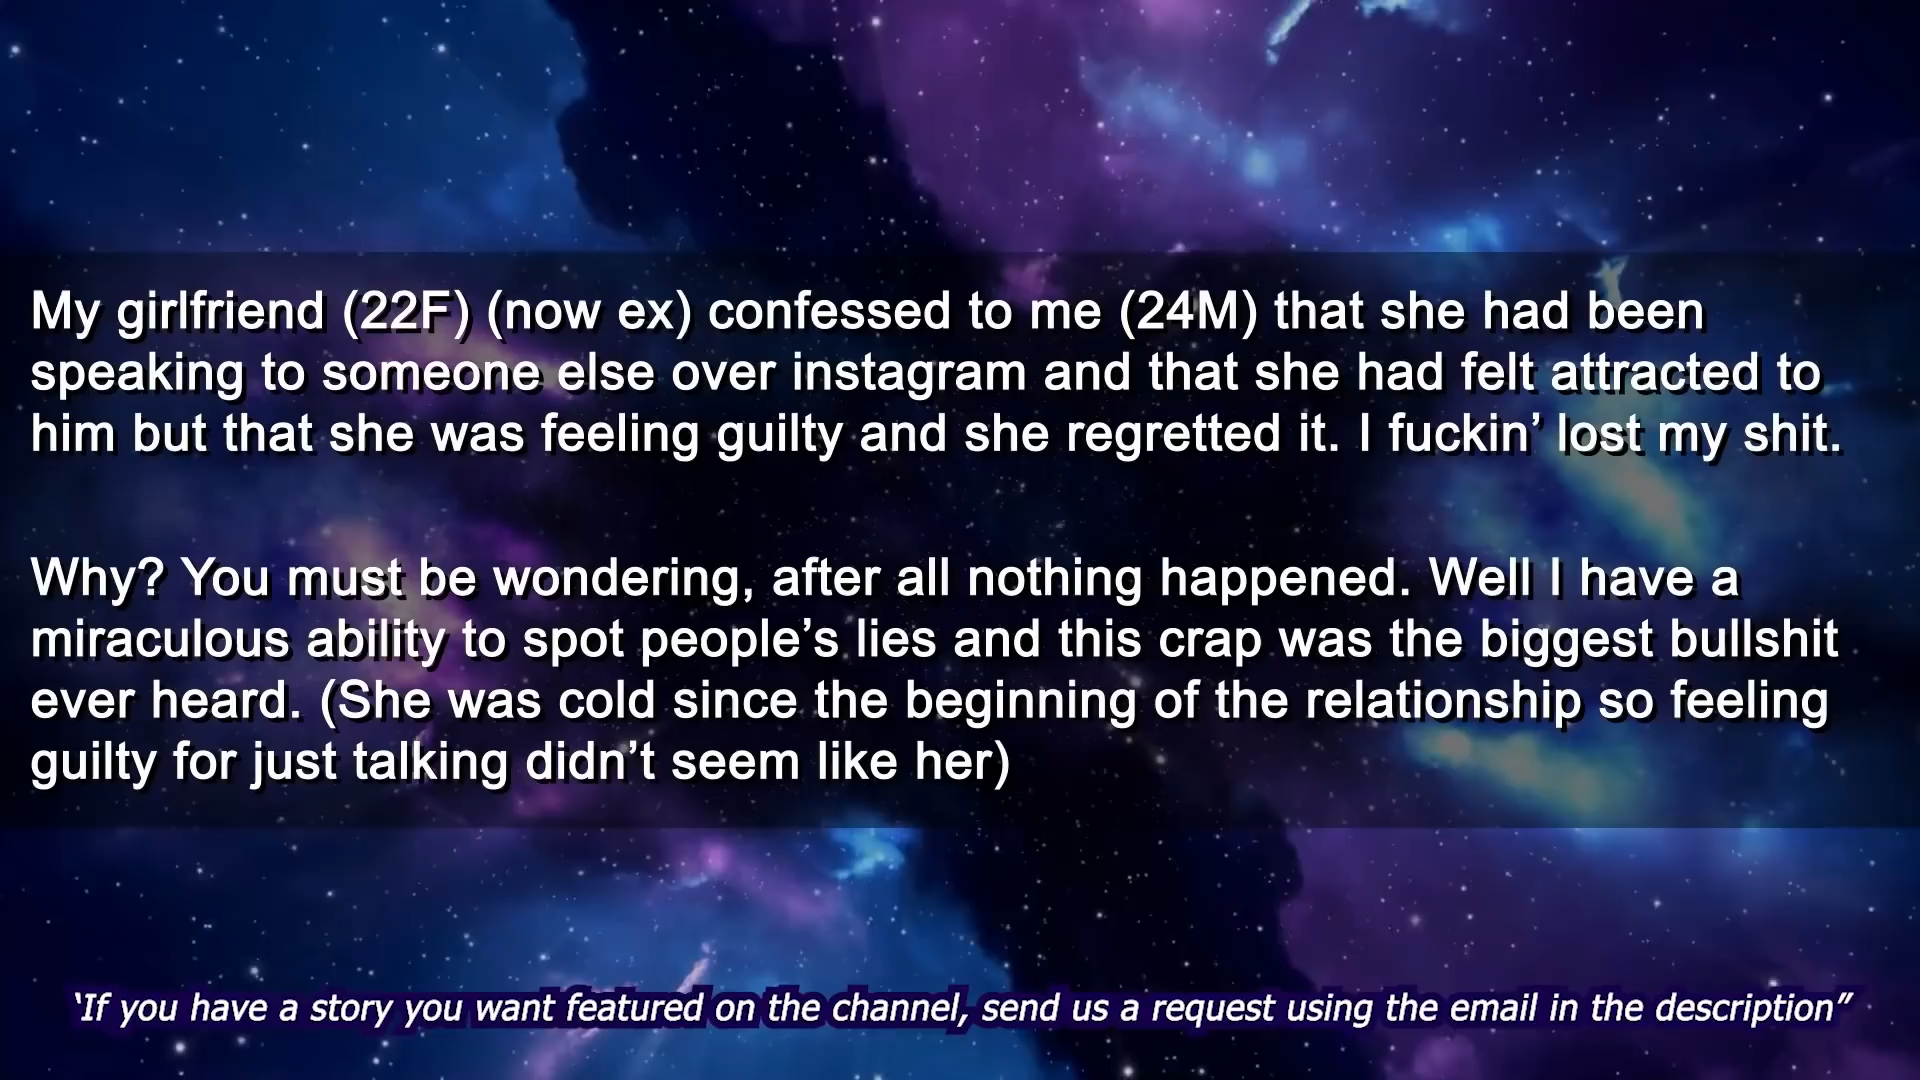 My girlfriend (22F) (now ex) confessed to me (24M) that she had been
speaking to someone else over instagram and that she had felt attracted to
him but that she was feeling guilty and she regretted it. I fuckin’ lost my shit.
Why? You must be wondering, after all nothing happened. Well I have a
miraculous ability to spot people’s lies and this crap was the biggest bullshit
ever heard. (She was cold since the beginning of the relationship so feeling
guilty for just talking didn’t seem like her)
‘If you have a story you want featured on the channel, send us a request using the email in the description”